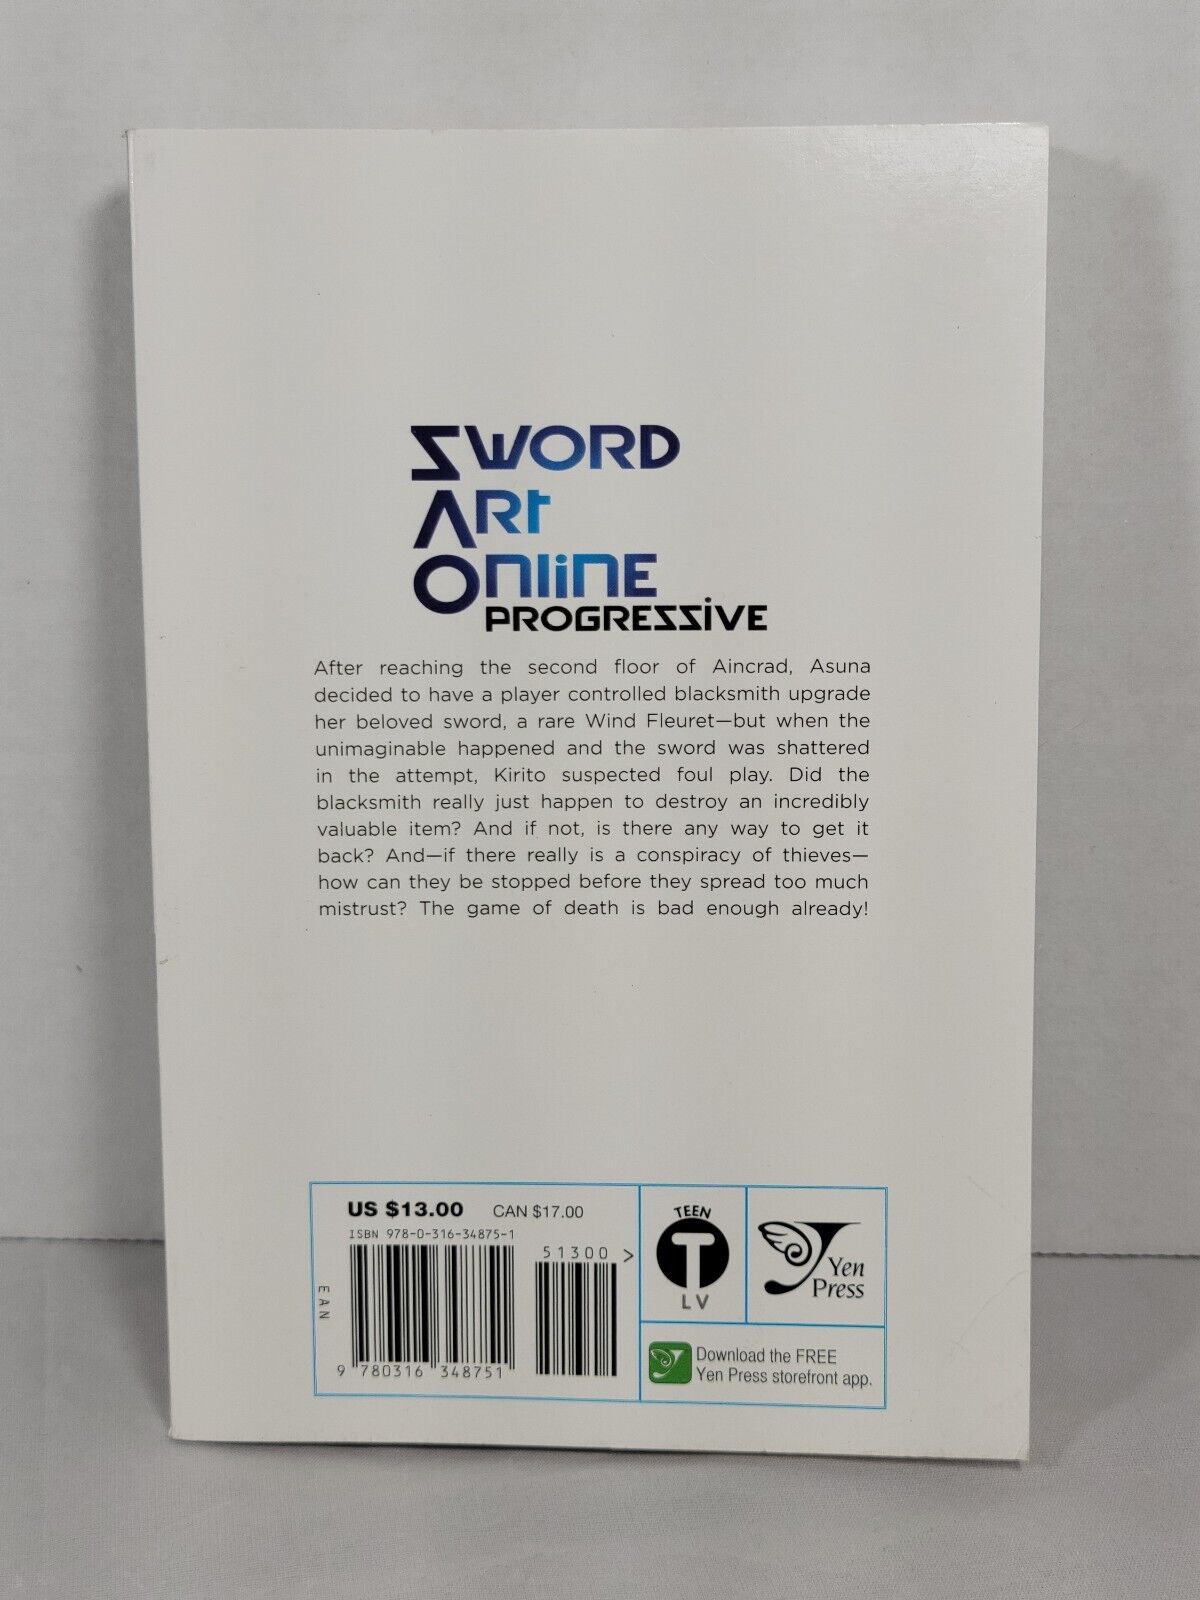 SWORD
ART
ONLINE
PROGRESSIVE
After reaching the second floor of Aincrad, Asuna
decided to have a player controlled blacksmith upgrade
her beloved sword, a rare Wind Fleuret—but when the
unimaginable happened and the sword was shattered
in the attempt, Kirito suspected foul play. Did the
blacksmith really just happen to destroy an incredibly
valuable item? And if not, is there any way to get it
back? And—if there really is a conspiracy of thieves—
how can they be stopped before they spread too much
mistrust? The game of death is bad enough already!
US $13.00 CAN $17.00
ISBN 978-0-316-34875-1
51300 >
EAN
9 780316 348751
TEEN
T
LV
Yen
Press
Download the FREE
Yen Press storefront app.